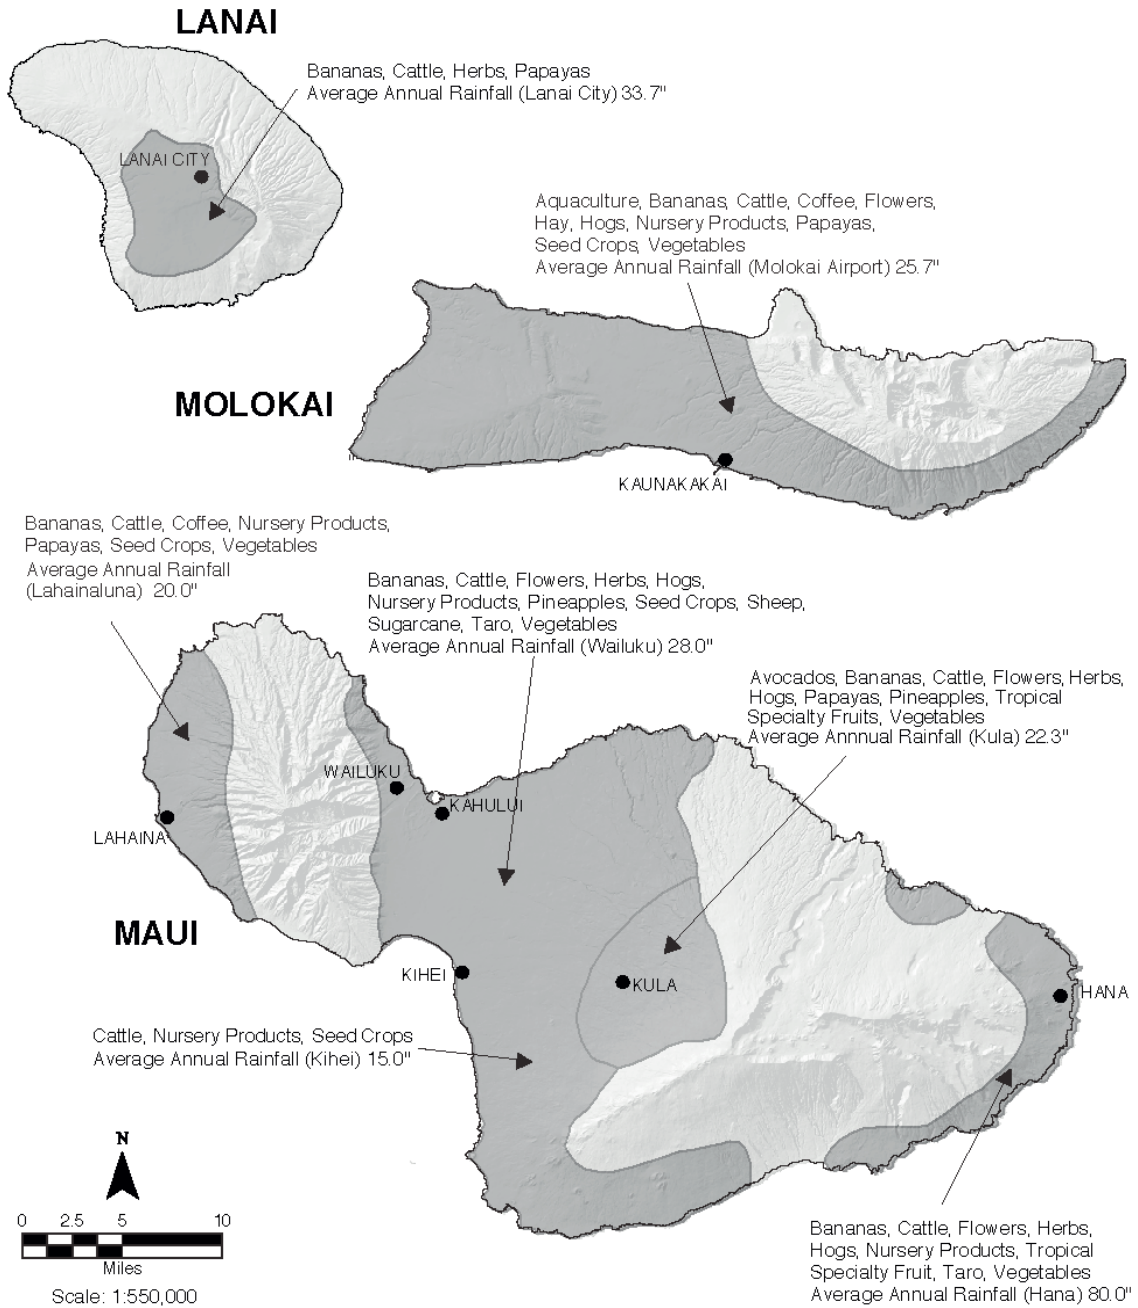 LANAI
Bananas, Cattle, Herbs, Papayas
Average Annual Rainfall (Lanai City) 33.7"
LANAI CITY
Aquaculture, Bananas, Cattle, Coffee, Flowers,
Hay, Hogs, Nursery Products, Papayas,
Seed Crops, Vegetables
Average Annual Rainfall (Molokai Airport) 25.7"
MOLOKAI
KAUNAKAKAI
Bananas, Cattle, Coffee, Nursery Products,
Papayas, Seed Crops, Vegetables
Average Annual Rainfall
(Lahainaluna) 20.0"
Bananas, Cattle, Flowers, Herbs, Hogs,
Nursery Products, Pineapples, Seed Crops, Sheep,
Sugarcane, Taro, Vegetables
Average Annual Rainfall (Wailuku) 28.0"
Avocados, Bananas, Cattle, Flowers, Herbs,
Hogs, Papayas, Pineapples, Tropical
Specialty Fruits, Vegetables
Average Annnual Rainfall (Kula) 22.3"
WAILUKU
KAHULUI
LAHAINA
MAUI
KIHEI
KULA
HANA
Cattle, Nursery Products, Seed Crops
Average Annual Rainfall (Kihei) 15.0"
N
0 2.5 5 10
Miles
Scale: 1:550,000
Bananas, Cattle, Flowers, Herbs,
Hogs, Nursery Products, Tropical
Specialty Fruit, Taro, Vegetables
Average Annual Rainfall (Hana) 80.0"